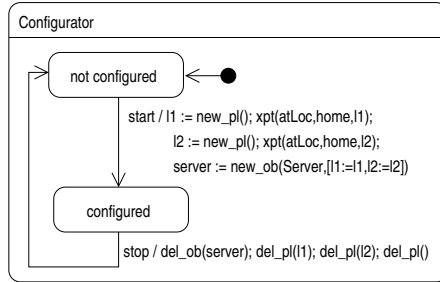 Configurator
not configured
start / l1 := new_pl(); xpt(atLoc,home,l1);
l2 := new_pl(); xpt(atLoc,home,l2);
server := new_ob(Server,[l1:=l1,l2:=l2])
configured
stop / del_ob(server); del_pl(l1); del_pl(l2); del_pl()